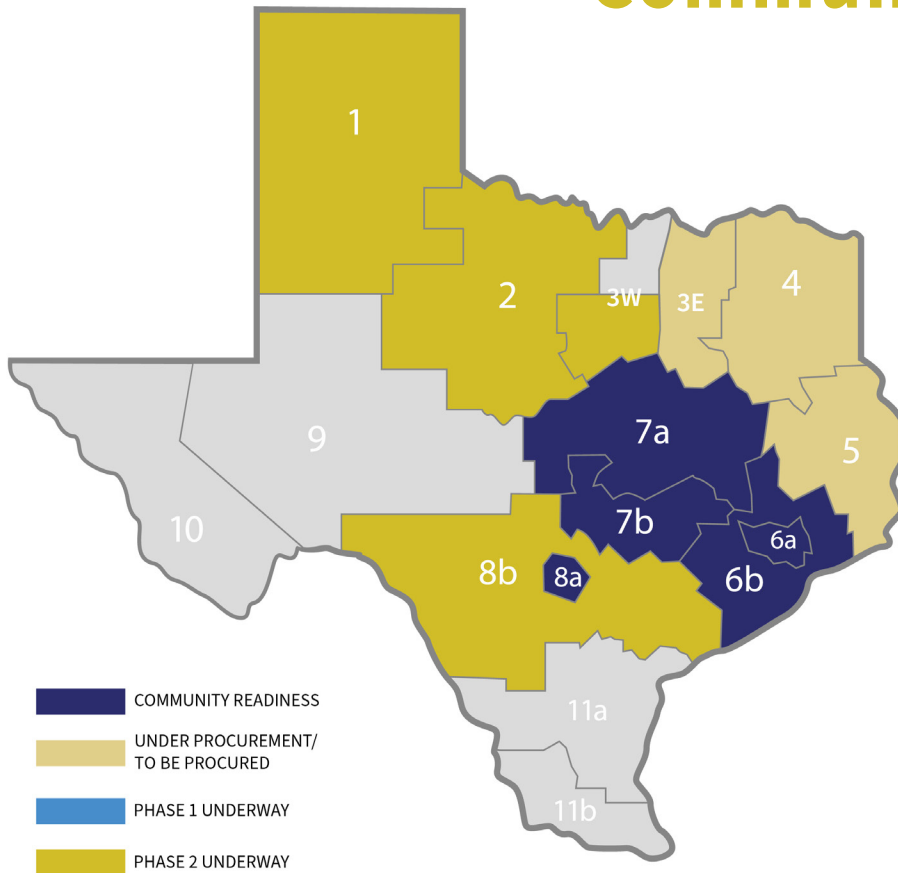 1
2
3W
3E
4
9
7a
5
10
7b
6a
8b
8a
6b
11a
11b
COMMUNITY READINESS
UNDER PROCUREMENT/
TO BE PROCURED
PHASE 1 UNDERWAY
PHASE 2 UNDERWAY